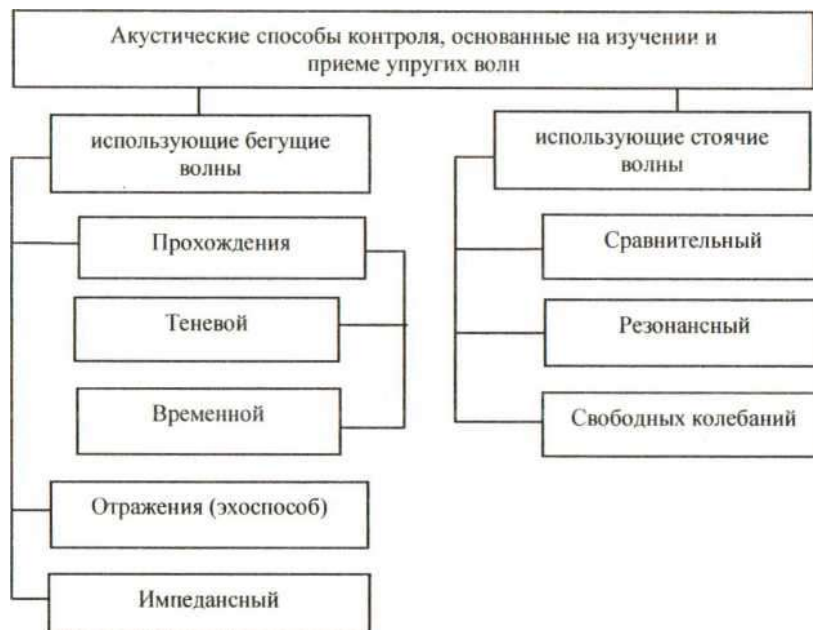 Акустические способы контроля, основанные на изучении и
приеме упругих волн
использующие бегущие
волны
Прохождения
Теневой
Временной
Отражения (эхоспособ)
Импедансный
использующие стоячие
волны
Сравнительный
Резонансный
Свободных колебаний